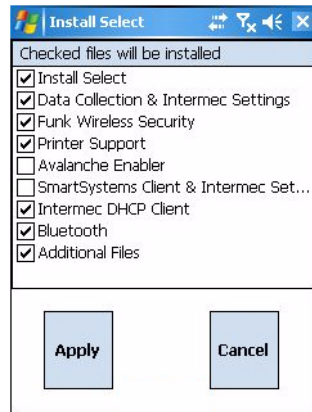 Install Select
Checked files will be installed
Install Select
Data Collection & Intermec Settings
Funk Wireless Security
Printer Support
Avalanche Enabler
SmartSystems Client & Intermec Set...
Intermec DHCP Client
Bluetooth
Additional Files
Apply
Cancel